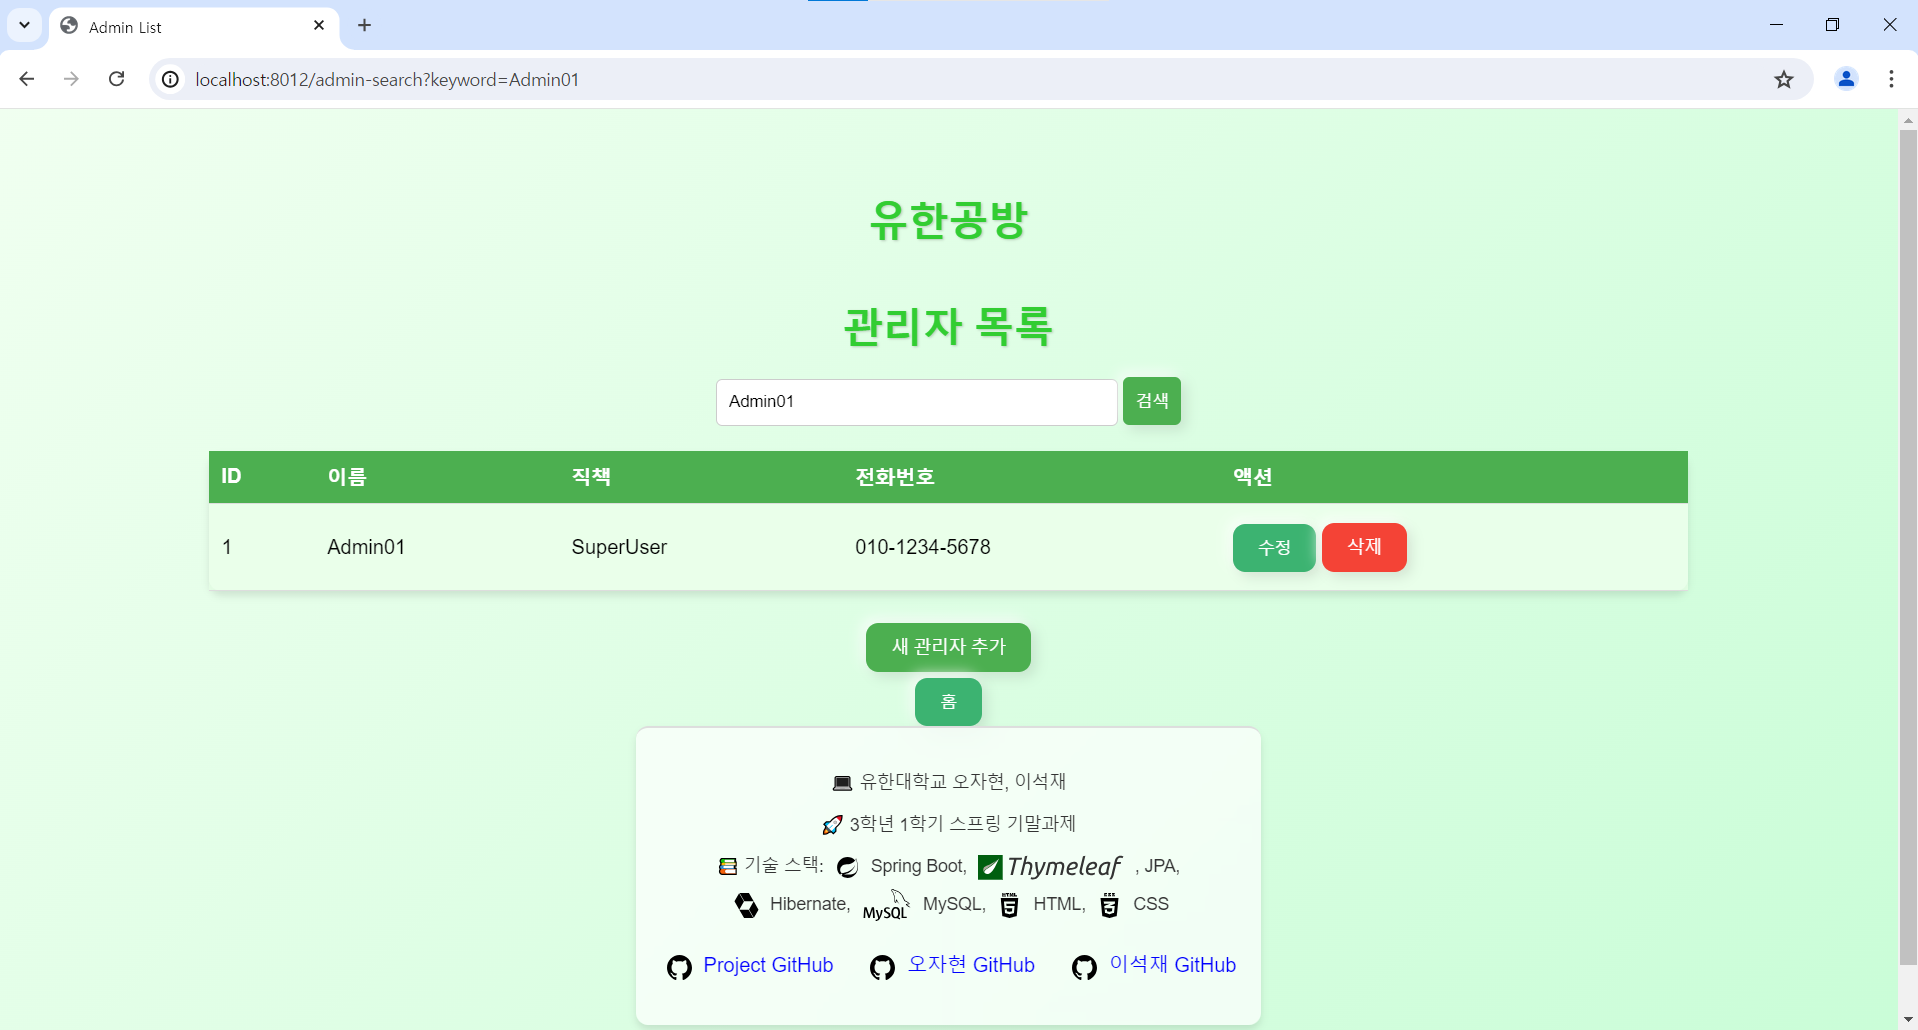 Admin List
localhost:8012/admin-search?keyword=Admin01
유한공방
관리자 목록
Admin01 검색
ID 이름 직책 전화번호 액션
1 Admin01 SuperUser 010-1234-5678 수정 삭제
새 관리자 추가
홈
유한대학교 오자현, 이석재
3학년 1학기 스프링 기말과제
기술 스택: Spring Boot, Thymeleaf , JPA,
Hibernate, MySQL MySQL, HTML HTML, CSS CSS
Project GitHub 오자현 GitHub 이석재 GitHub